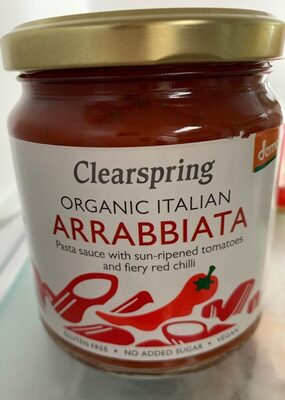 Clearspring
ORGANIC ITALIAN
ARRABBIATA
Pasta sauce with sun-ripened tomatoes
and fiery red chilli
GLUTEN FREE • NO ADDED SUGAR • VEGAN